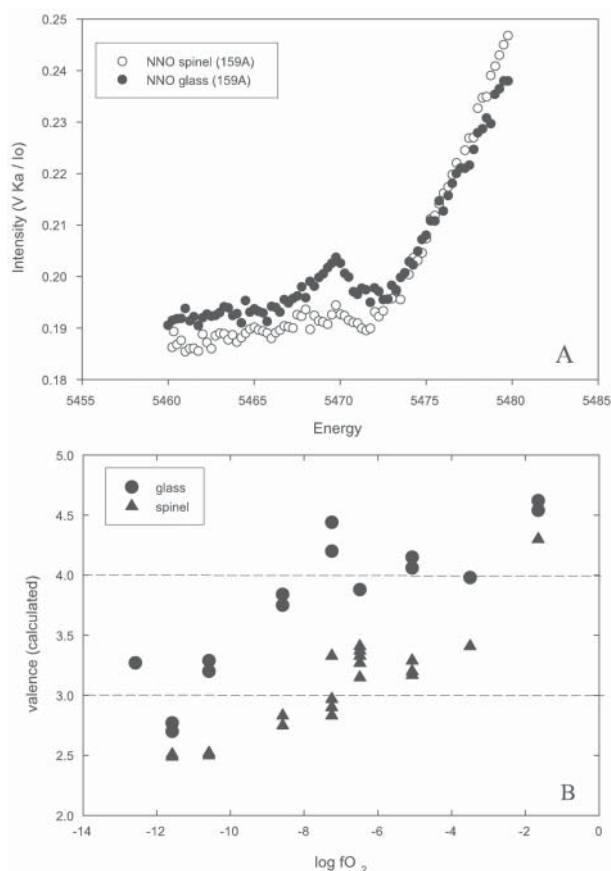 0.25
0.24
0.23
0.22
0.21
0.20
0.19
0.18
Intensity (V Ka / Io)
NNO spinel (159A)
NNO glass (159A)
A
5455 5460 5465 5470 5475 5480 5485
Energy
5.0
4.5
4.0
3.5
3.0
2.5
2.0
valence (calculated)
glass
spinel
B
-14 -12 -10 -8 -6 -4 -2 0
log fO 2